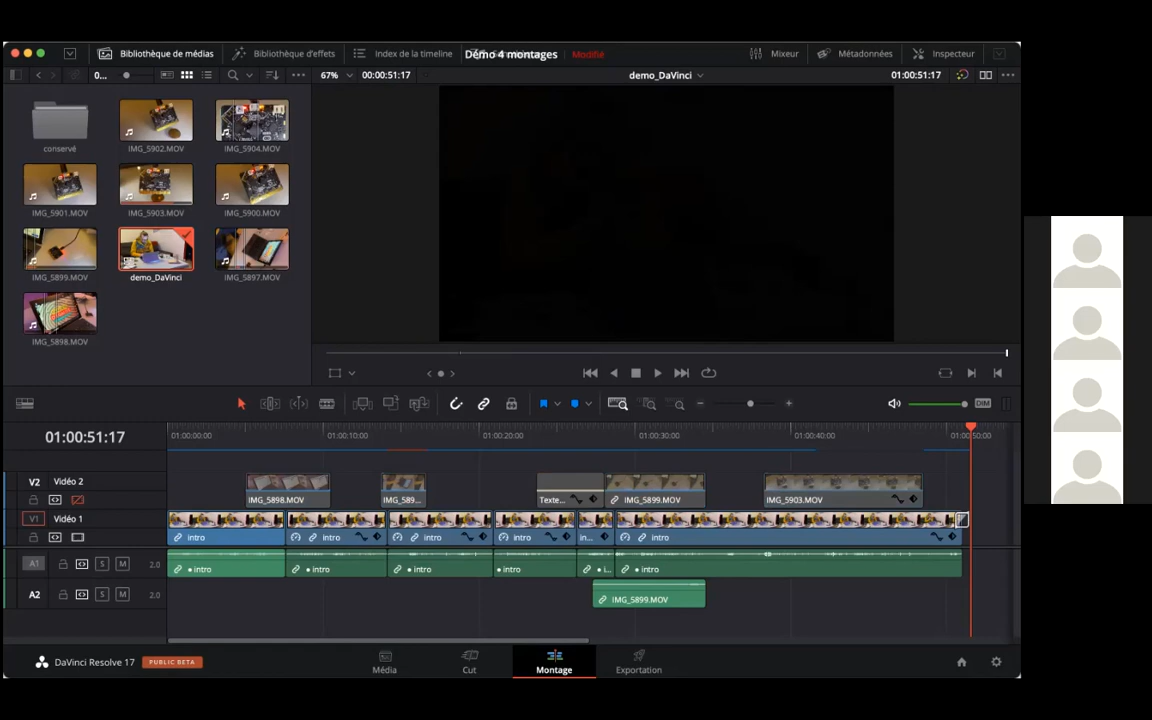 Bibliothèque de médias
Bibliothèque d'effets
Index de la timeline
Démo 4 montages
Modifié
Mixeur
Métadonnées
Inspecteur
0...
67%
00:00:51:17
demo_DaVinci
01:00:51:17
conservé
IMG_5902.MOV
IMG_5904.MOV
IMG_5901.MOV
IMG_5903.MOV
IMG_5900.MOV
IMG_5899.MOV
demo_DaVinci
IMG_5897.MOV
IMG_5898.MOV
DIM
01:00:51:17
01:00:00:00
01:00:10:00
01:00:20:00
01:00:30:00
01:00:40:00
01:00:50:00
V2
Vidéo 2
IMG_5898.MOV
IMG_589...
Texte...
IMG_5899.MOV
IMG_5903.MOV
V1
Vidéo 1
intro
intro
intro
intro
in...
intro
A1
S
M
2.0
• intro
• intro
• intro
• intro
• i...
• intro
A2
S
M
2.0
IMG_5899.MOV
DaVinci Resolve 17
PUBLIC BETA
Média
Cut
Montage
Exportation